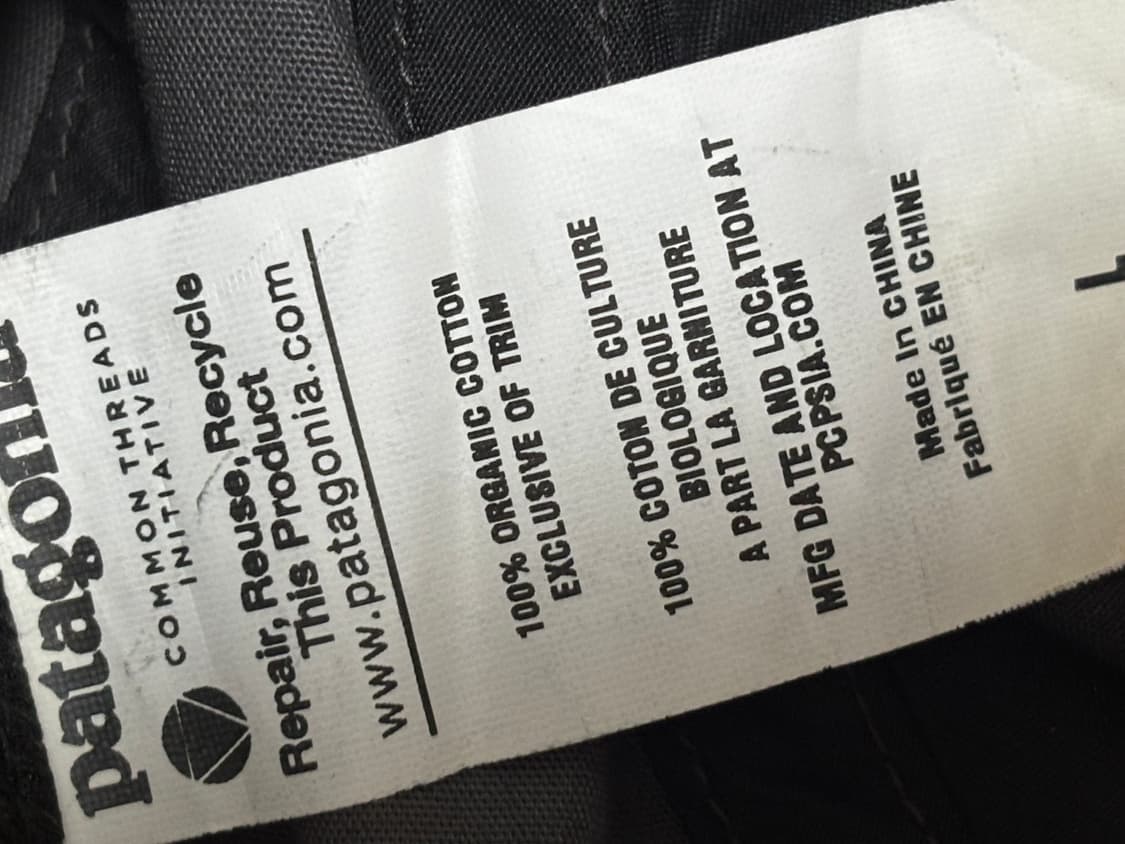 patagonia
COMMON THREADS
INITIATIVE
Repair, Reuse, Recycle
This Product
www.patagonia.com
100% ORGANIC COTTON
EXCLUSIVE OF TRIM
100% COTON DE CULTURE
BIOLOGIQUE
A PART LA GARNITURE
MFG DATE AND LOCATION AT
PCPSIA.COM
Made In CHINA
Fabriqué EN CHINE